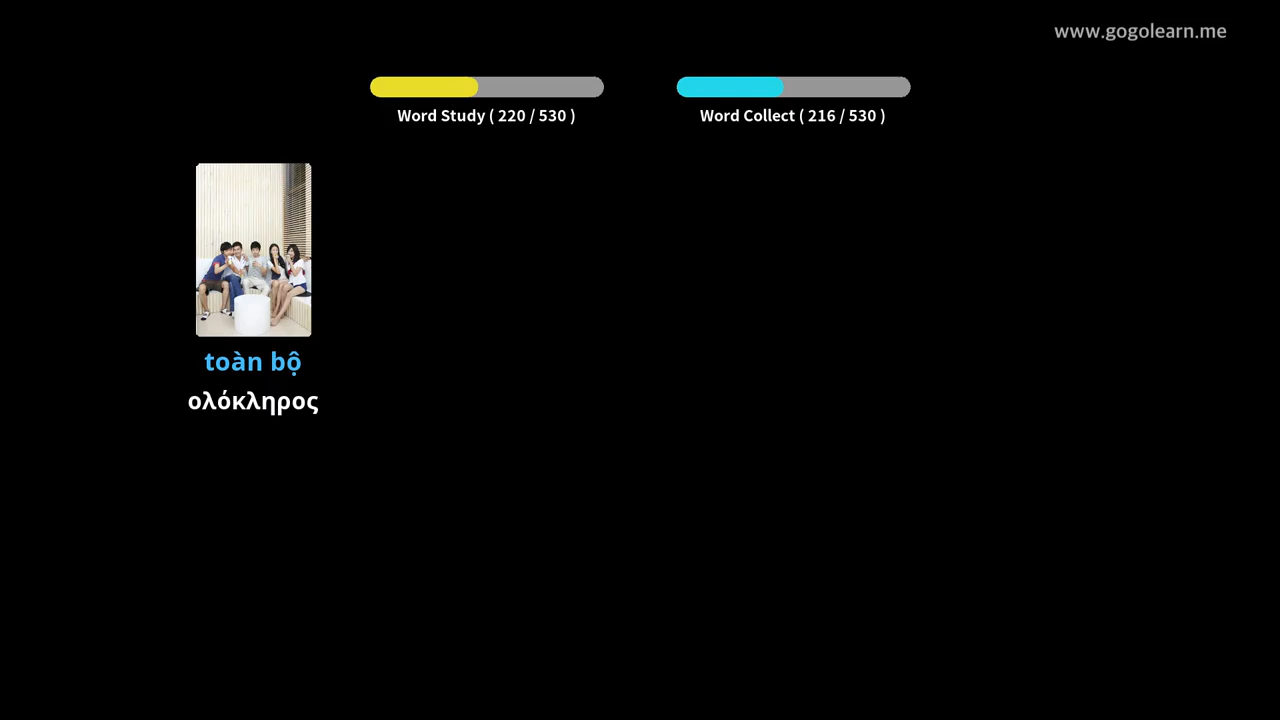 www.gogolearn.me
Word Study ( 220 / 530 )
Word Collect ( 216 / 530 )
toàn bộ
ολόκληρος